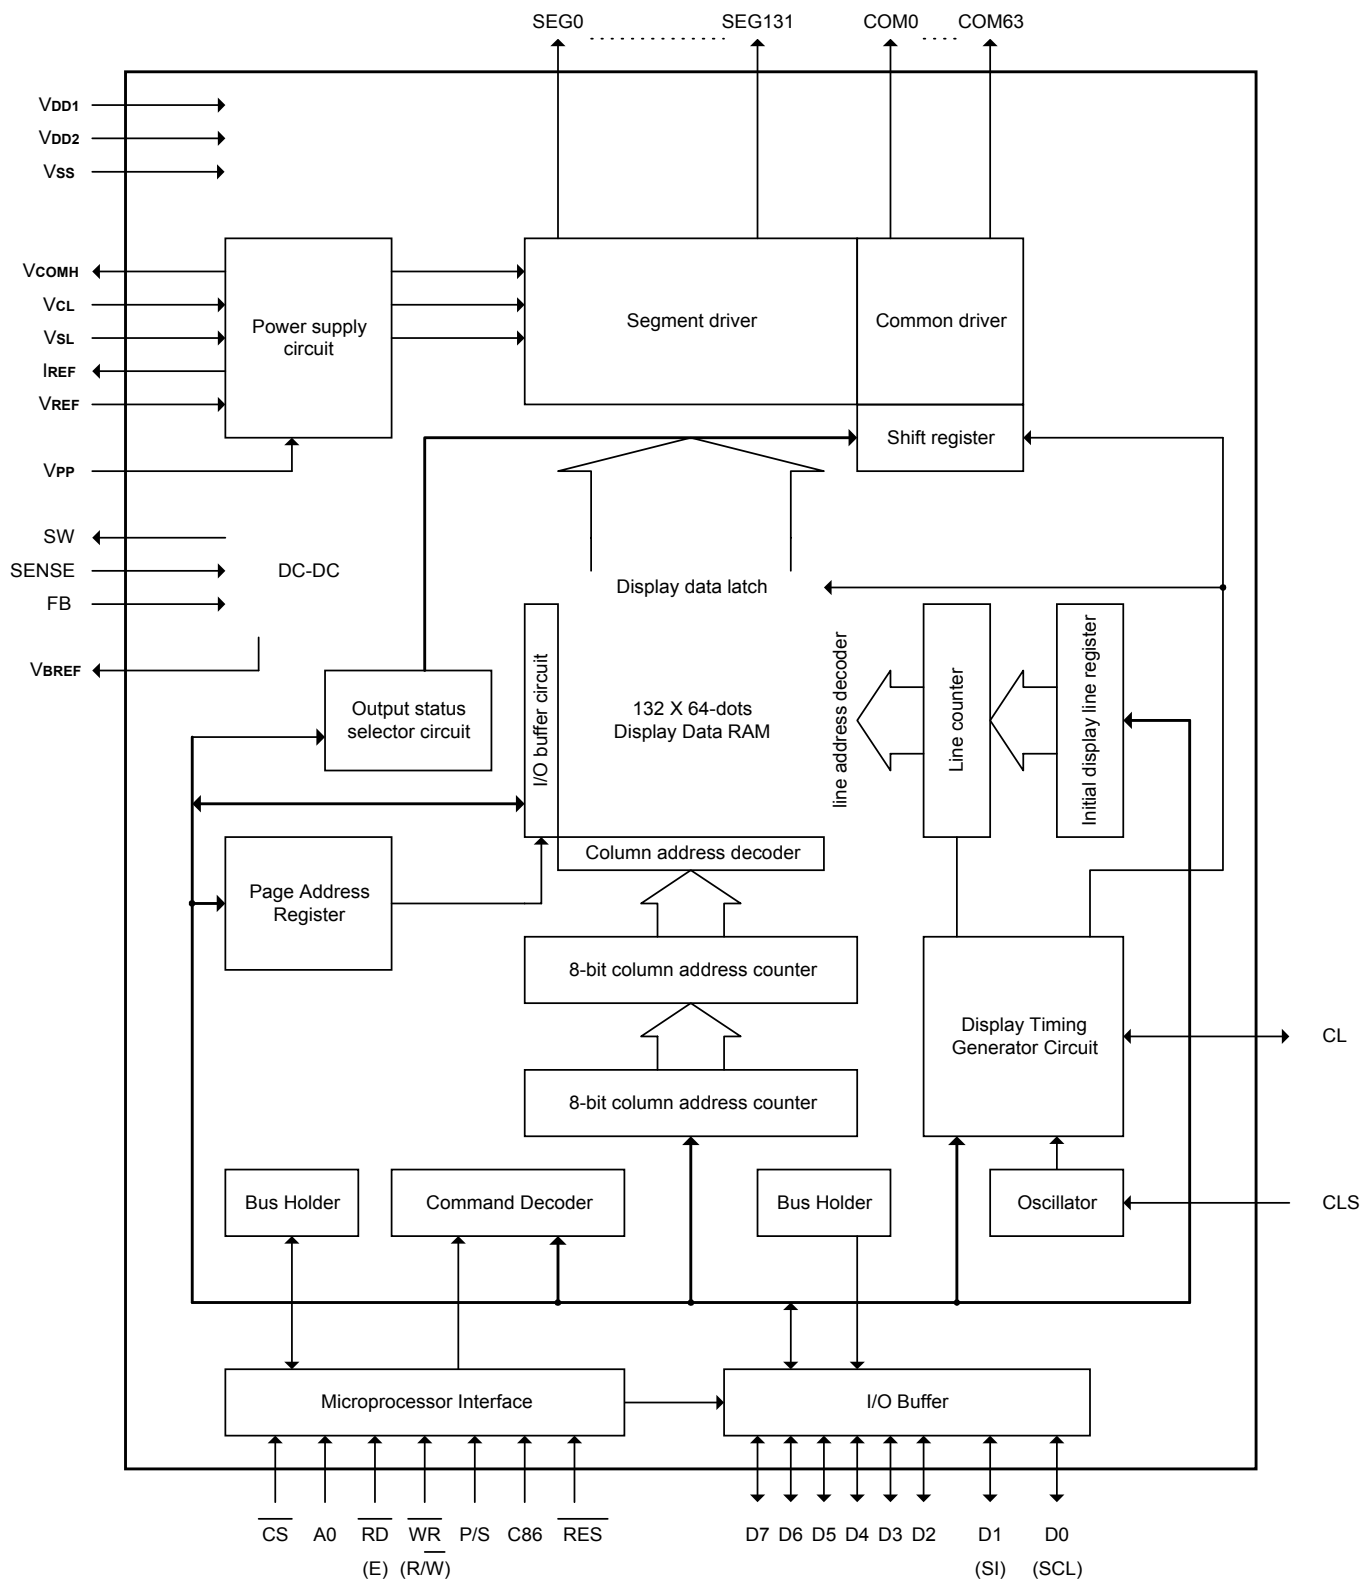 SEG0 ........... SEG131 COM0 .... COM63
VDD1
VDD2
VSS
VCOMH
VCL
VSL
IREF
VREF
VPP
Power supply
circuit
Segment driver
Common driver
Shift register
SW
SENSE
FB
VBREF
DC-DC
Display data latch
Output status
selector circuit
I/O buffer circuit
132 X 64-dots
Display Data RAM
line address decoder
Line counter
Initial display line register
Column address decoder
Page Address
Register
8-bit column address counter
8-bit column address counter
Display Timing
Generator Circuit
CL
Bus Holder
Command Decoder
Bus Holder
Oscillator
CLS
Microprocessor Interface
I/O Buffer
C̅S̅ A0 R̅D̅ W̅R̅ P/S C86 R̅E̅S̅ D7 D6 D5 D4 D3 D2 D1 D0
(E) (R/W̅) (SI) (SCL)